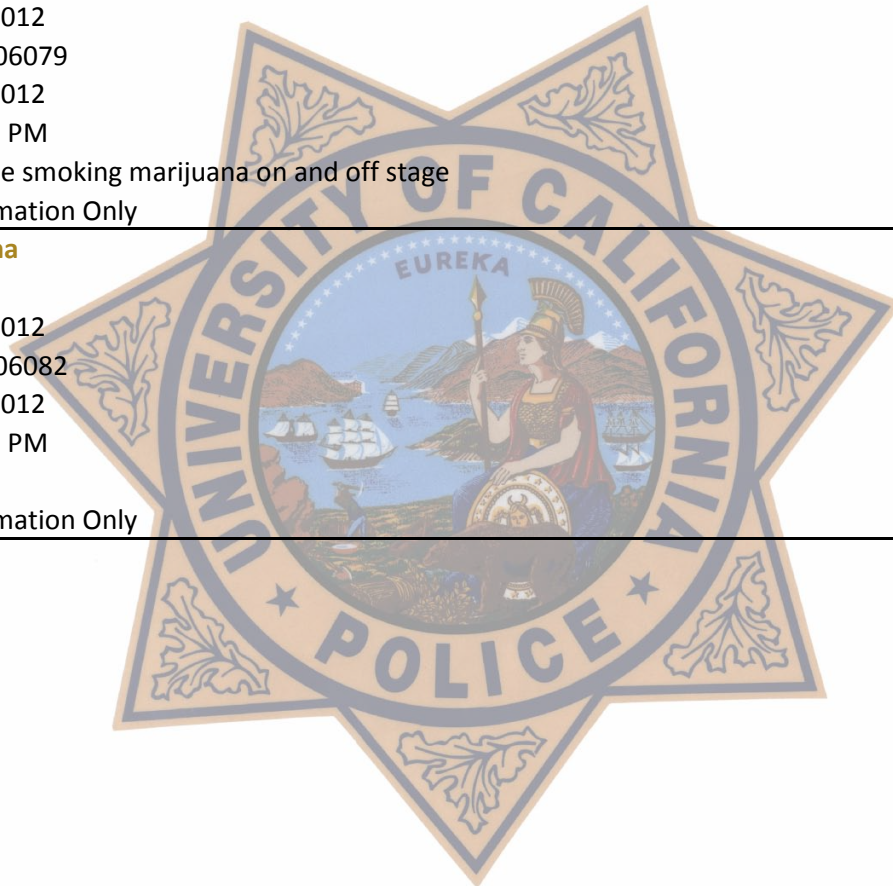 012
06079
012
PM
e smoking marijuana on and off stage
mation Only
na
012
06082
012
PM
mation Only
UNIVERSITY OF CALIFORNIA
EUREKA
POLICE